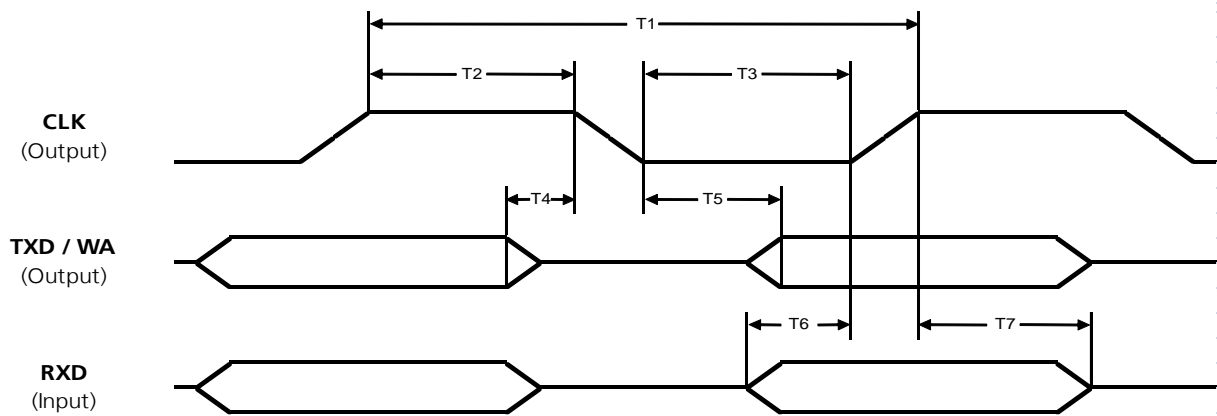 T1
T2
T3
CLK
(Output)
T4
T5
TXD / WA
(Output)
T6
T7
RXD
(Input)